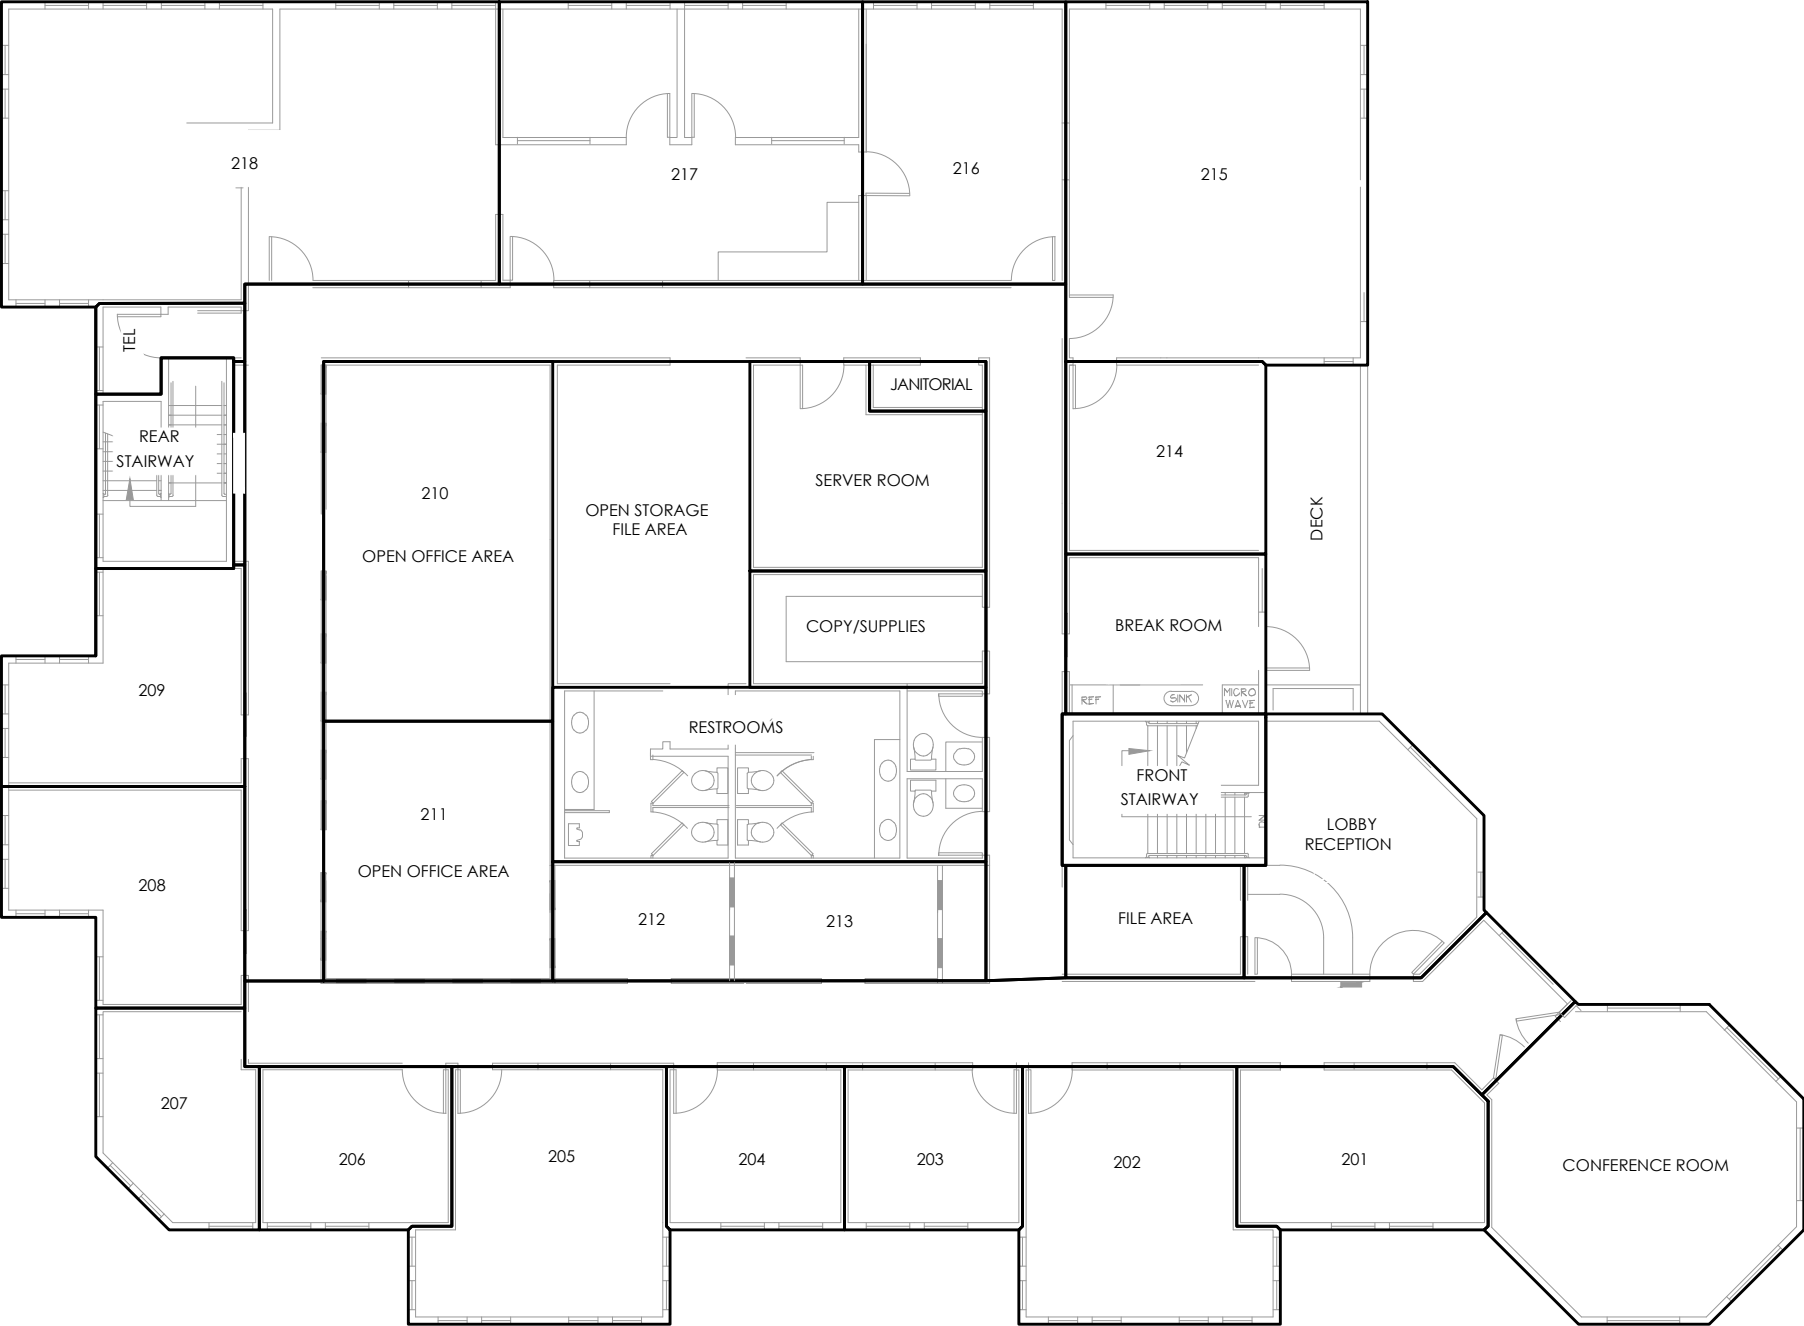 218
217
216
215
TEL
JANITORIAL
REAR
STAIRWAY
214
SERVER ROOM
210
OPEN STORAGE
FILE AREA
DECK
OPEN OFFICE AREA
COPY/SUPPLIES
BREAK ROOM
209
REF
SINK
MICRO
WAVE
RESTROOMS
FRONT
STAIRWAY
211
LOBBY
RECEPTION
OPEN OFFICE AREA
208
212
213
FILE AREA
207
206
205
204
203
202
201
CONFERENCE ROOM